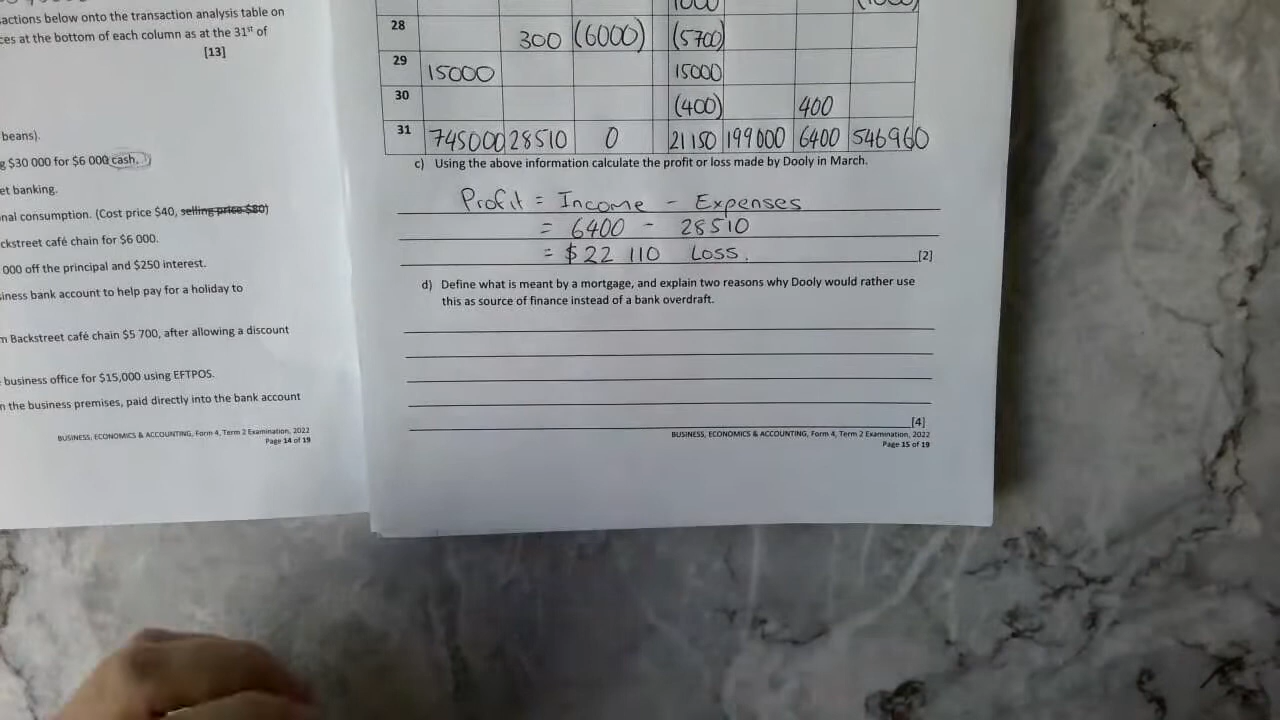 actions below onto the transaction analysis table on
ces at the bottom of each column as at the 31st of
[13]
beans).
g $30 000 for $6 000 cash.
et banking.
nal consumption. (Cost price $40, selling price $80)
ckstreet café chain for $6 000.
000 off the principal and $250 interest.
siness bank account to help pay for a holiday to
m Backstreet café chain $5 700, after allowing a discount
business office for $15,000 using EFTPOS.
n the business premises, paid directly into the bank account
BUSINESS, ECONOMICS & ACCOUNTING, Form 4, Term 2 Examination, 2022
Page 14 of 19
28 300 (6000) (5700)
29 15000 15000
30 (400) 400
31 745000 28510 0 21150 199000 6400 546960
c) Using the above information calculate the profit or loss made by Dooly in March.
Profit = Income - Expenses
= 6400 - 28510
= $22 110 Loss.
[2]
d) Define what is meant by a mortgage, and explain two reasons why Dooly would rather use
this as source of finance instead of a bank overdraft.
[4]
BUSINESS, ECONOMICS & ACCOUNTING, Form 4, Term 2 Examination, 2022
Page 15 of 19